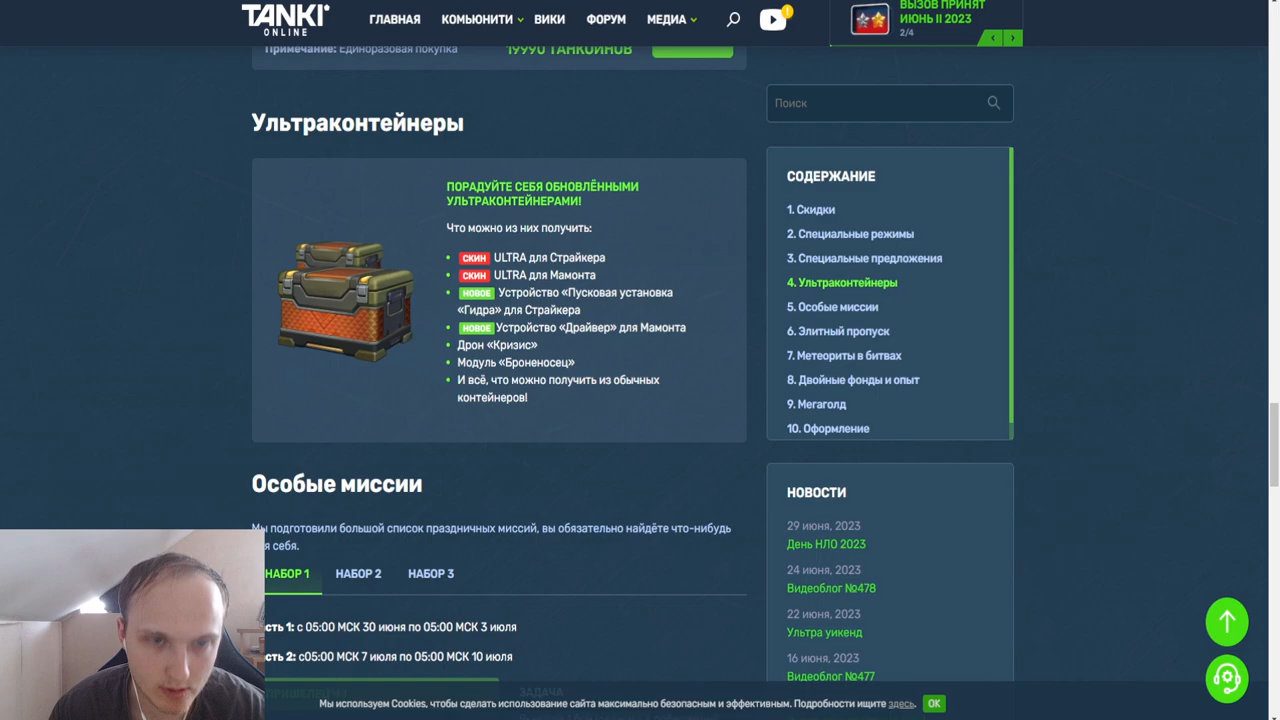 TANKI
ONLINE
ГЛАВНАЯ
КОМЬЮНИТИ
ВИКИ
ФОРУМ
МЕДИА
1
ВЫЗОВ ПРИНЯТ
ИЮНЬ II 2023
2/4
Примечание: Единоразовая покупка
19990 ТАНКОИНОВ
Ультраконтейнеры
ПОРАДУЙТЕ СЕБЯ ОБНОВЛЁННЫМИ
УЛЬТРАКОНТЕЙНЕРАМИ!
Что можно из них получить:
СКИН ULTRA для Страйкера
СКИН ULTRA для Мамонта
НОВОЕ Устройство «Пусковая установка
«Гидра» для Страйкера
НОВОЕ Устройство «Драйвер» для Мамонта
Дрон «Кризис»
Модуль «Броненосец»
И всё, что можно получить из обычных
контейнеров!
Особые миссии
Мы подготовили большой список праздничных миссий, вы обязательно найдёте что-нибудь
я себя.
НАБОР 1
НАБОР 2
НАБОР 3
сть 1: с 05:00 МСК 30 июня по 05:00 МСК 3 июля
сть 2: с05:00 МСК 7 июля по 05:00 МСК 10 июля
ЗАДАЧА
Поиск
СОДЕРЖАНИЕ
1. Скидки
2. Специальные режимы
3. Специальные предложения
4. Ультраконтейнеры
5. Особые миссии
6. Элитный пропуск
7. Метеориты в битвах
8. Двойные фонды и опыт
9. Мегаголд
10. Оформление
НОВОСТИ
29 июня, 2023
День НЛО 2023
24 июня, 2023
Видеоблог №478
22 июня, 2023
Ультра уикенд
16 июня, 2023
Видеоблог №477
Мы используем Cookies, чтобы сделать использование сайта максимально безопасным и эффективным. Подробности ищите здесь.
OK